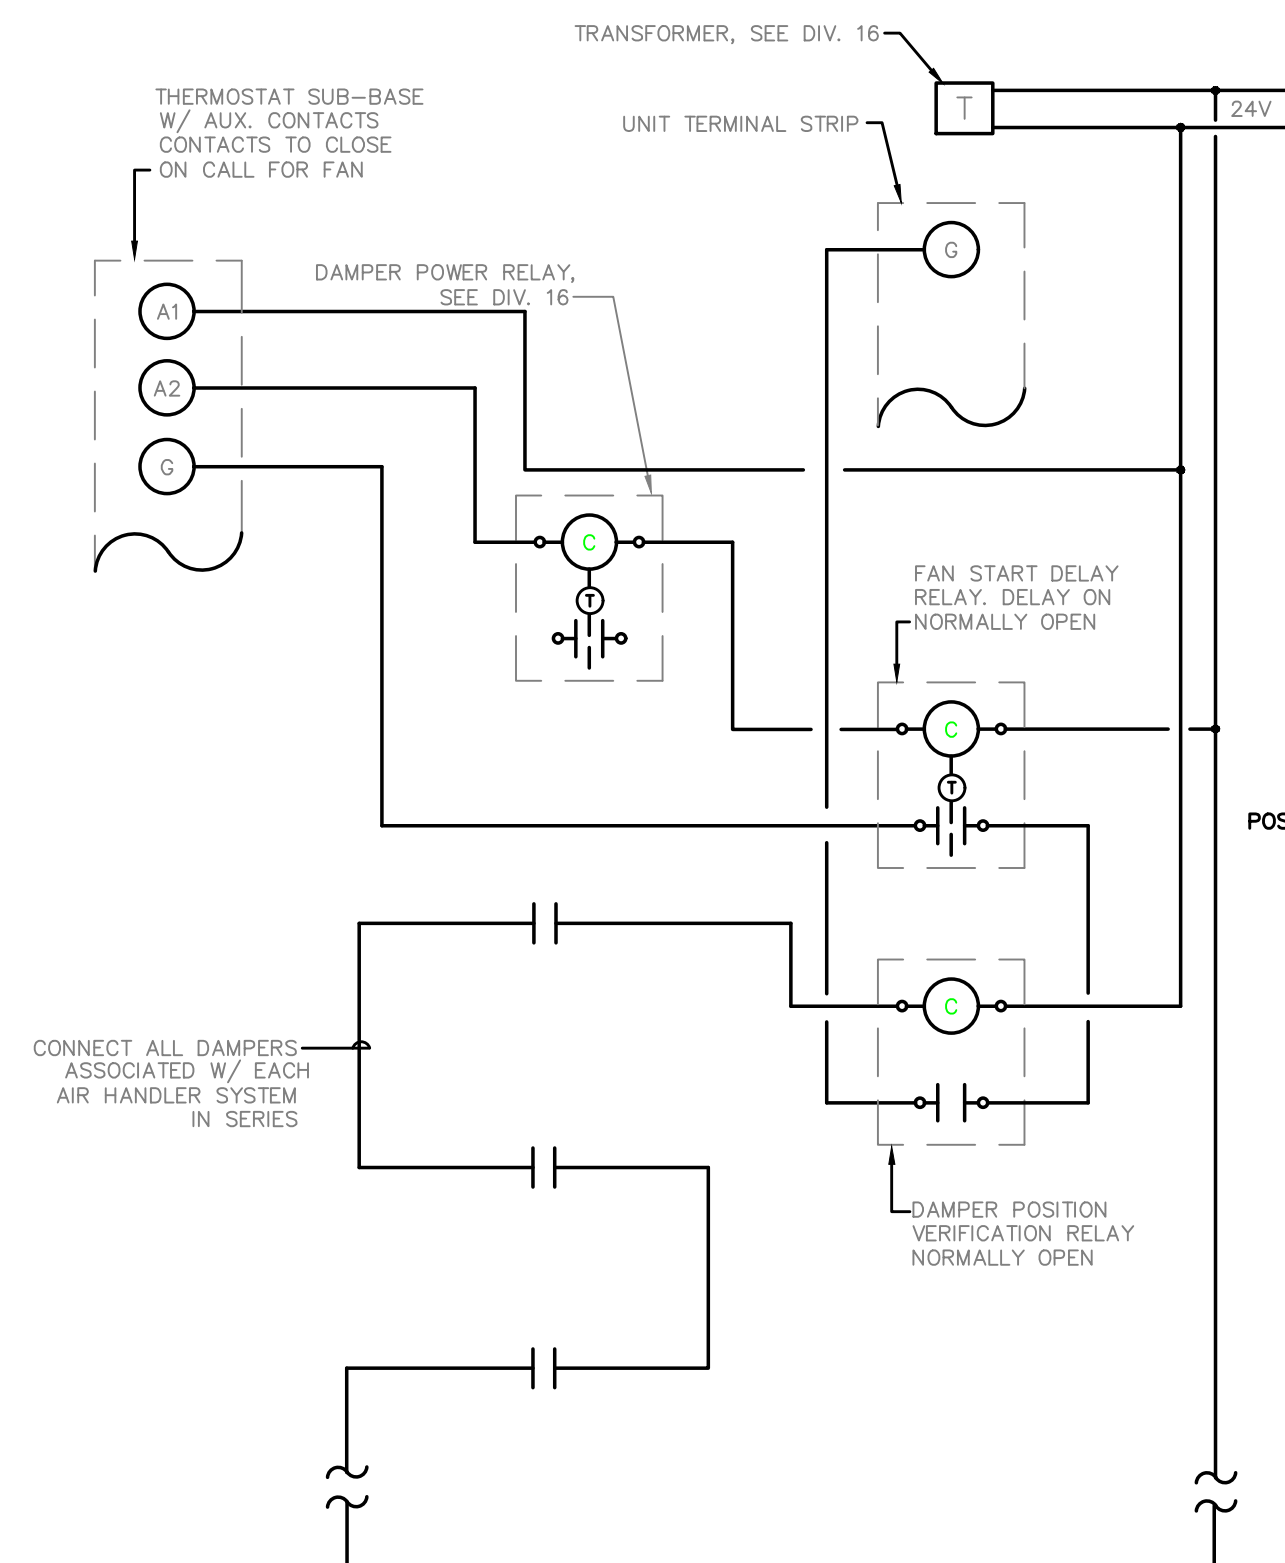 TRANSFORMER, SEE DIV. 16
T
24V
THERMOSTAT SUB-BASE
W/ AUX. CONTACTS
CONTACTS TO CLOSE
ON CALL FOR FAN
UNIT TERMINAL STRIP
G
DAMPER POWER RELAY,
SEE DIV. 16
A1
A2
G
C
T
FAN START DELAY
RELAY. DELAY ON
NORMALLY OPEN
C
T
POS
C
CONNECT ALL DAMPERS
ASSOCIATED W/ EACH
AIR HANDLER SYSTEM
IN SERIES
DAMPER POSITION
VERIFICATION RELAY
NORMALLY OPEN